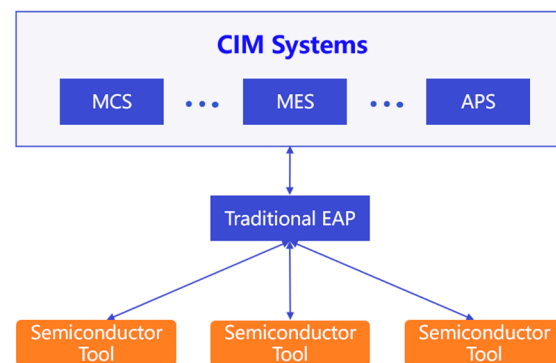 CIM Systems
MCS ... MES ... APS
Traditional EAP
Semiconductor Semiconductor Semiconductor
Tool Tool Tool